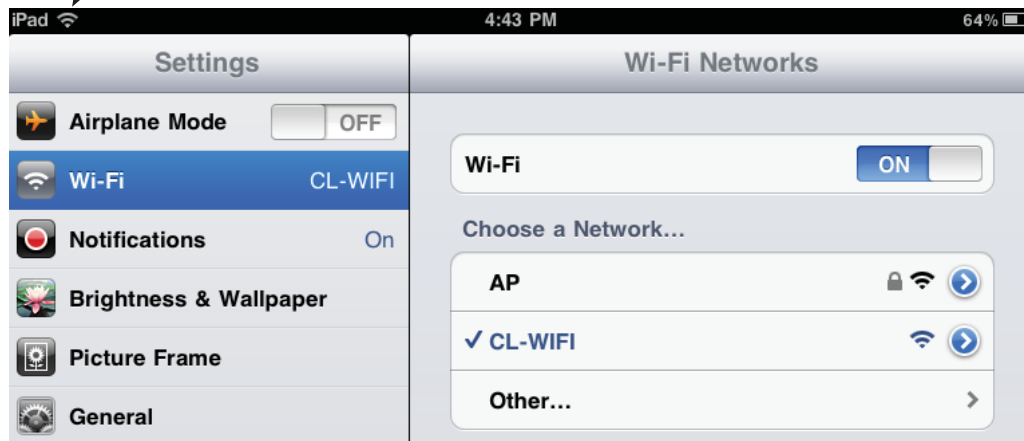 iPad 4:43 PM 64%
Settings
Airplane Mode OFF
Wi-Fi CL-WIFI
Notifications On
Brightness & Wallpaper
Picture Frame
General
Wi-Fi Networks
Wi-Fi ON
Choose a Network...
AP
CL-WIFI
Other...